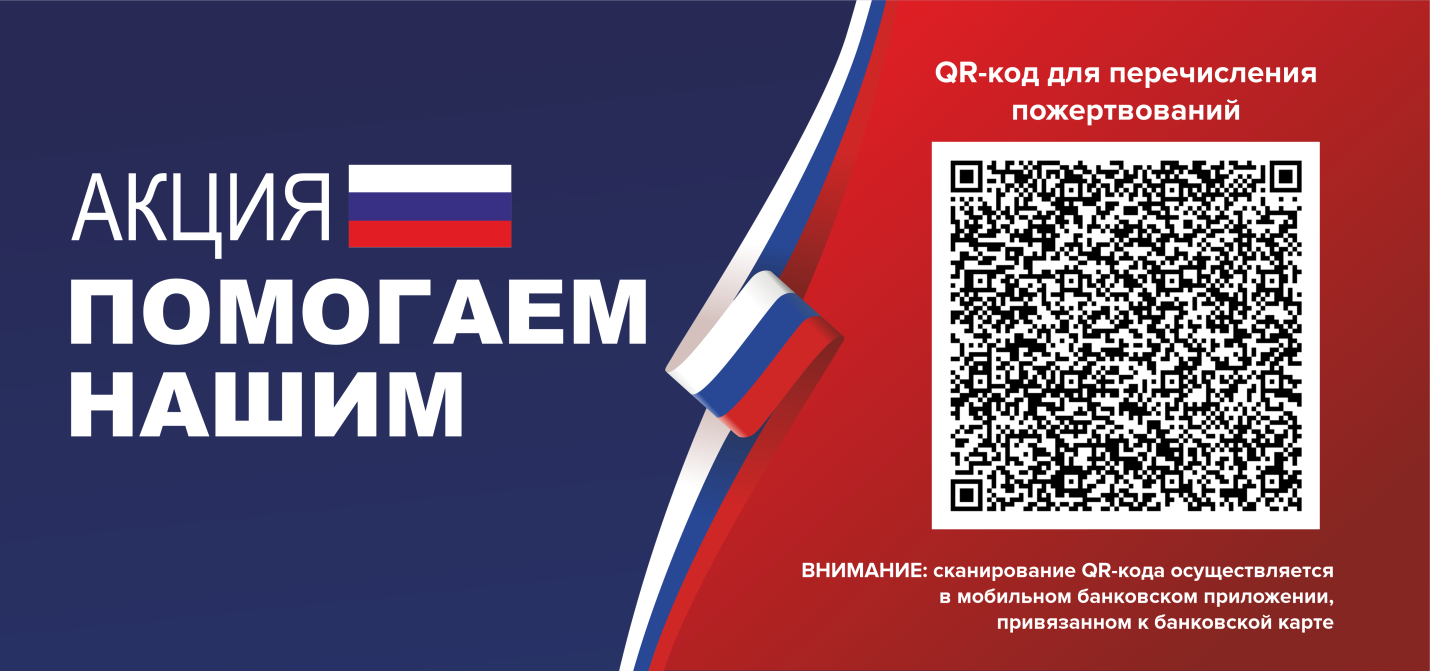 АКЦИЯ
ПОМОГАЕМ
НАШИМ
QR-код для перечисления
пожертвований
ВНИМАНИЕ: сканирование QR-кода осуществляется
в мобильном банковском приложении,
привязанном к банковской карте